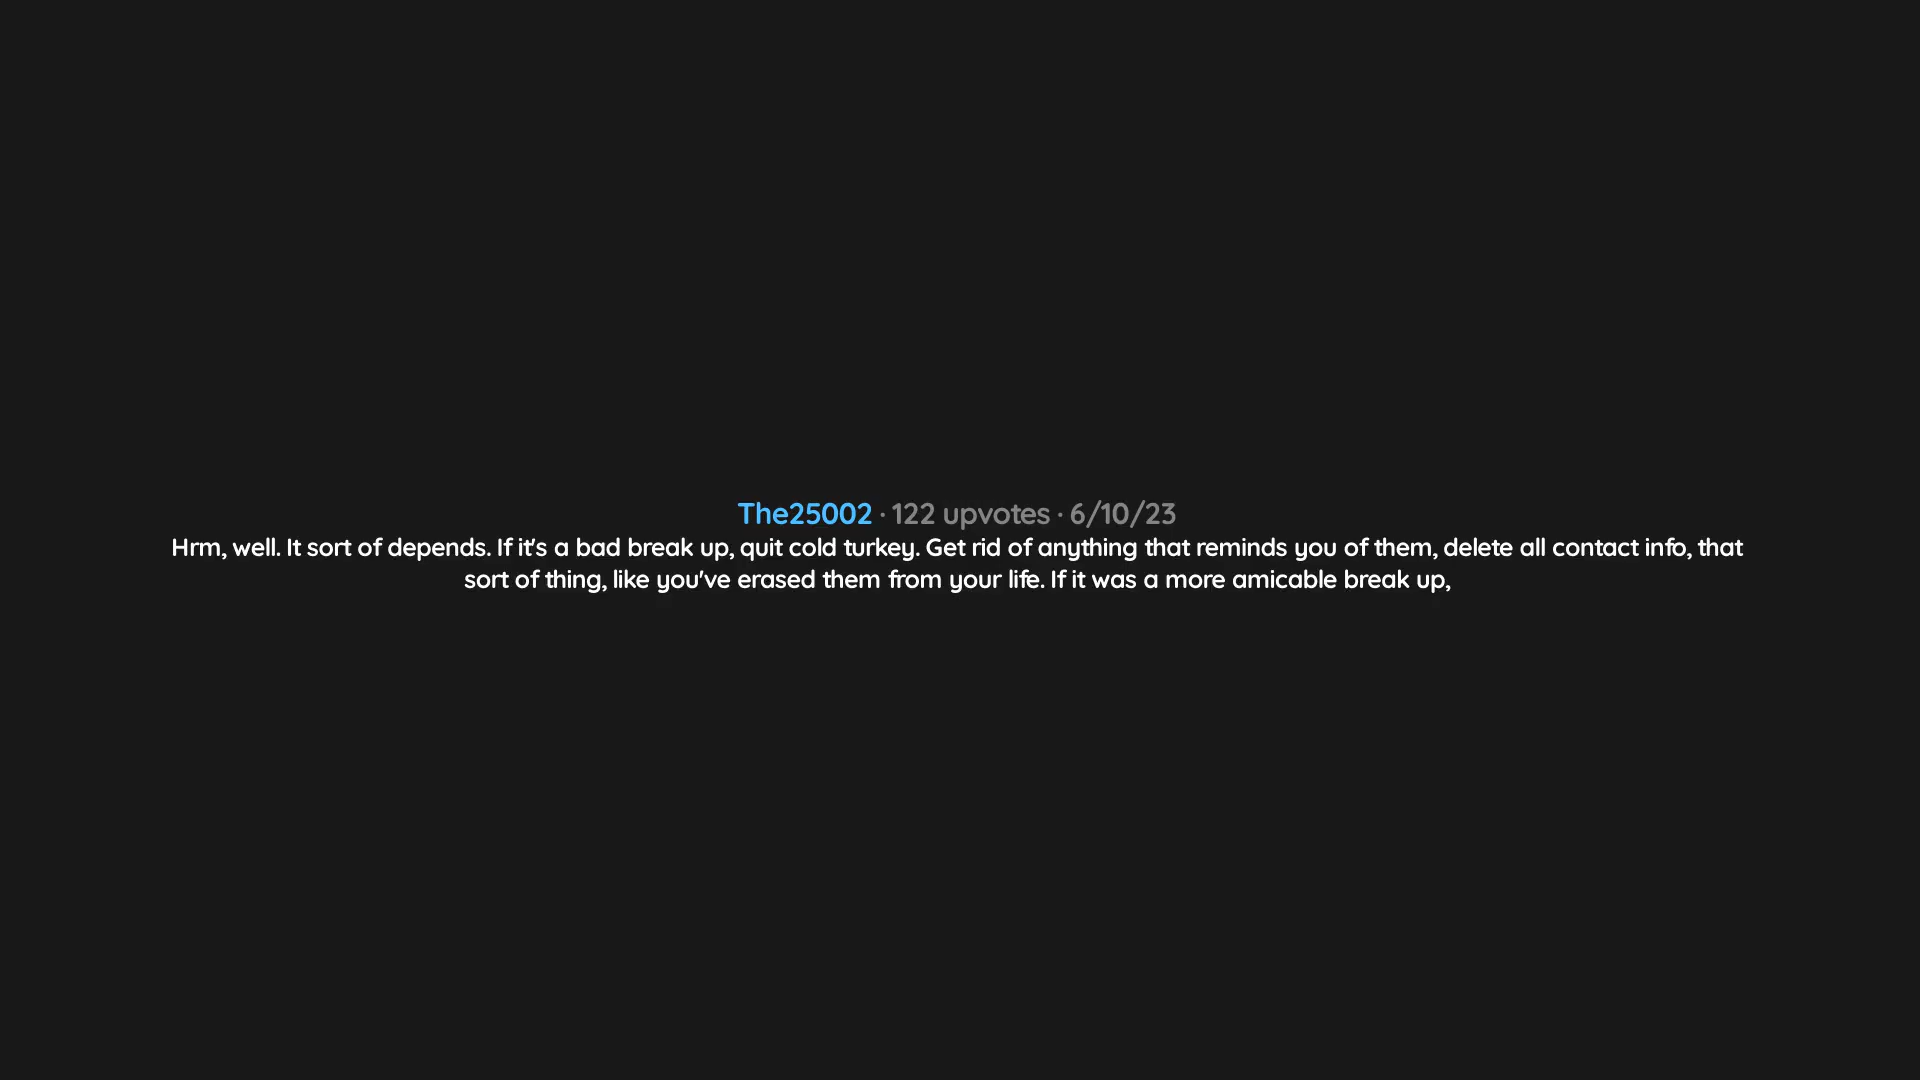 The25002 · 122 upvotes · 6/10/23
Hrm, well. It sort of depends. If it's a bad break up, quit cold turkey. Get rid of anything that reminds you of them, delete all contact info, that
sort of thing, like you've erased them from your life. If it was a more amicable break up,